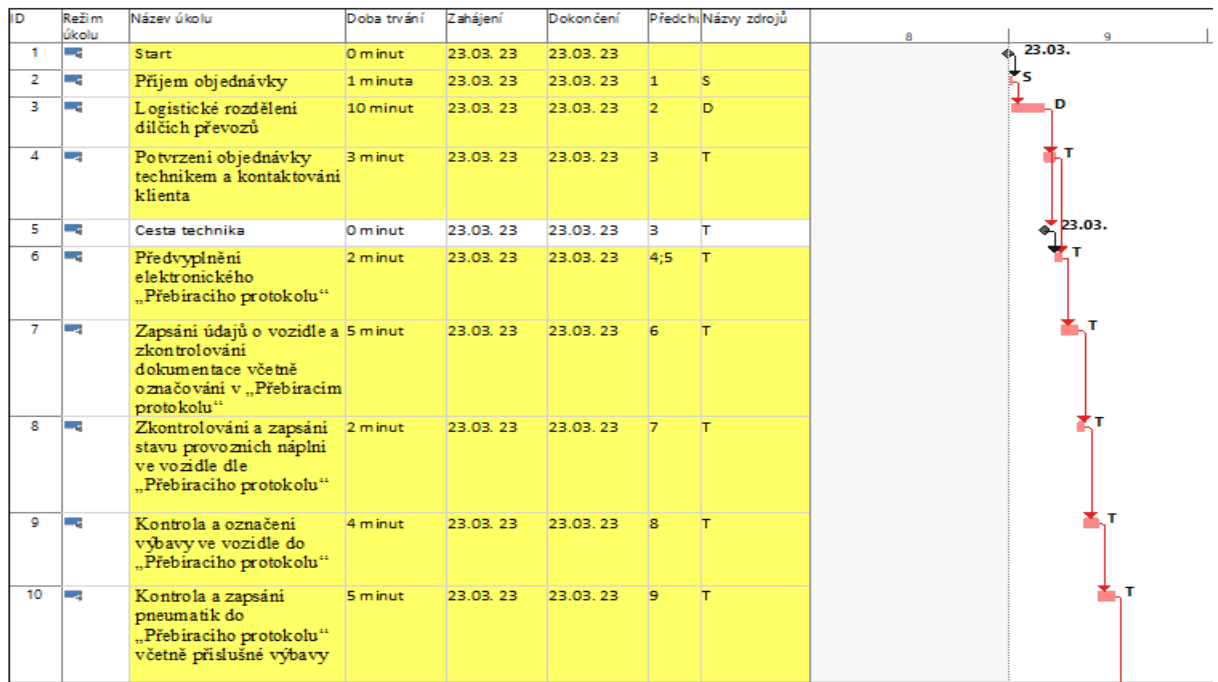 ID Režim úkolu Název úkolu Doba trvání Zahájení Dokončení Předchů Názvy zdrojů 8 9
1 Start 0 minut 23.03. 23 23.03. 23 23.03.
2 Příjem objednávky 1 minuta 23.03. 23 23.03. 23 1 S S
3 Logistické rozdělení 10 minut 23.03. 23 23.03. 23 2 D D
dílčích převozů
4 Potvrzení objednávky 3 minut 23.03. 23 23.03. 23 3 T T
technikem a kontaktování
klienta
5 Cesta technika 0 minut 23.03. 23 23.03. 23 3 T 23.03.
6 Předvyplnění 2 minut 23.03. 23 23.03. 23 4;5 T T
elektronického
„Přebíracího protokolu“
7 Zapsání údajů o vozidle a 5 minut 23.03. 23 23.03. 23 6 T T
zkontrolování
dokumentace včetně
označování v „Přebíracím
protokolu“
8 Zkontrolování a zapsání 2 minut 23.03. 23 23.03. 23 7 T T
stavu provozních náplní
ve vozidle dle
„Přebíracího protokolu“
9 Kontrola a označení 4 minut 23.03. 23 23.03. 23 8 T T
výbavy ve vozidle do
„Přebíracího protokolu“
10 Kontrola a zapsání 5 minut 23.03. 23 23.03. 23 9 T T
pneumatik do
„Přebíracího protokolu“
včetně příslušné výbavy